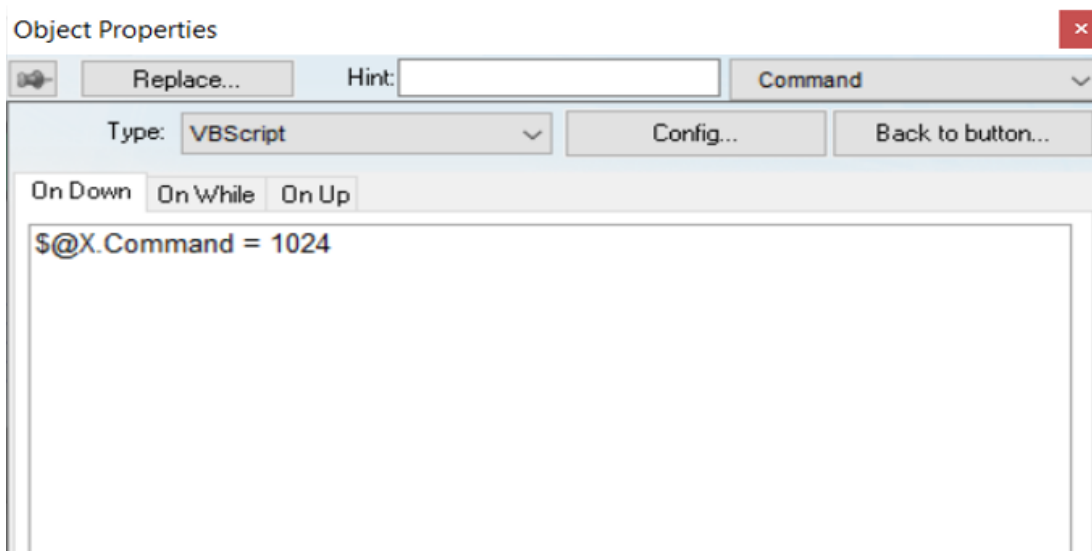 Object Properties
Replace... Hint: Command
Type: VBScript Config... Back to button...
On Down On While On Up
$@X.Command = 1024